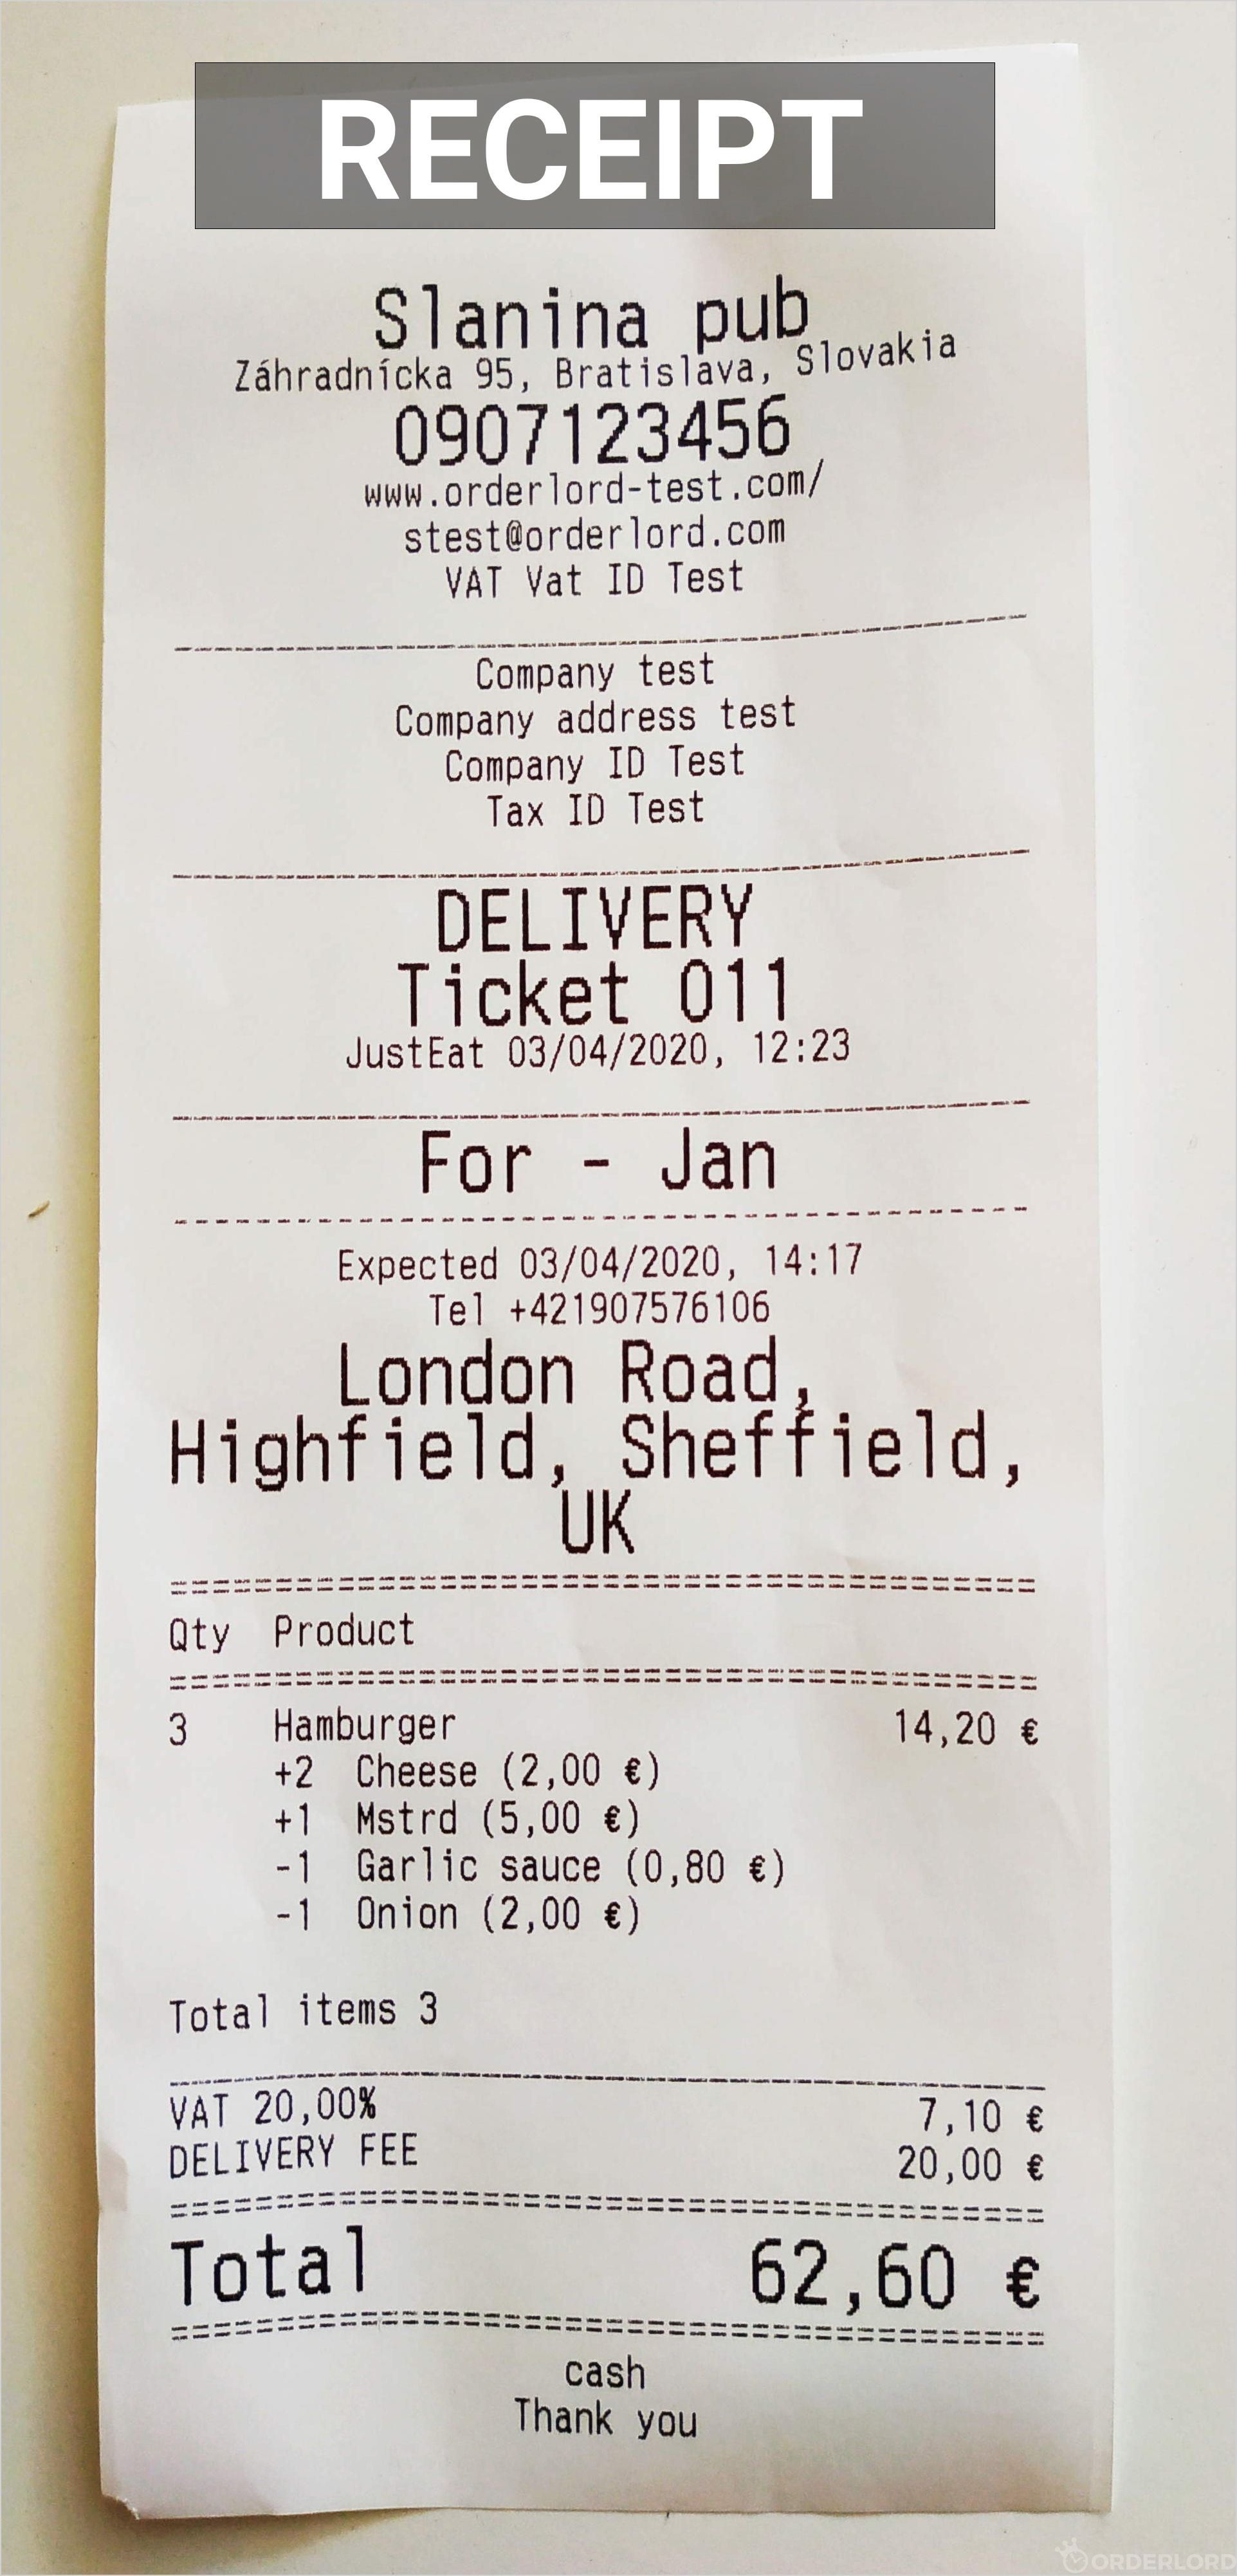 RECEIPT
Slanina pub
Záhradnícka 95, Bratislava, Slovakia
0907123456
www.orderlord-test.com/
stest@orderlord.com
VAT Vat ID Test
Company test
Company address test
Company ID Test
Tax ID Test
DELIVERY
Ticket 011
JustEat 03/04/2020, 12:23
For - Jan
Expected 03/04/2020, 14:17
Tel +421907576106
London Road,
Highfield, Sheffield,
UK
Qty Product
3 Hamburger 14,20 €
+2 Cheese (2,00 €)
+1 Mstrd (5,00 €)
-1 Garlic sauce (0,80 €)
-1 Onion (2,00 €)
Total items 3
VAT 20,00% 7,10 €
DELIVERY FEE 20,00 €
Total 62,60 €
cash
Thank you
ORDERLORD